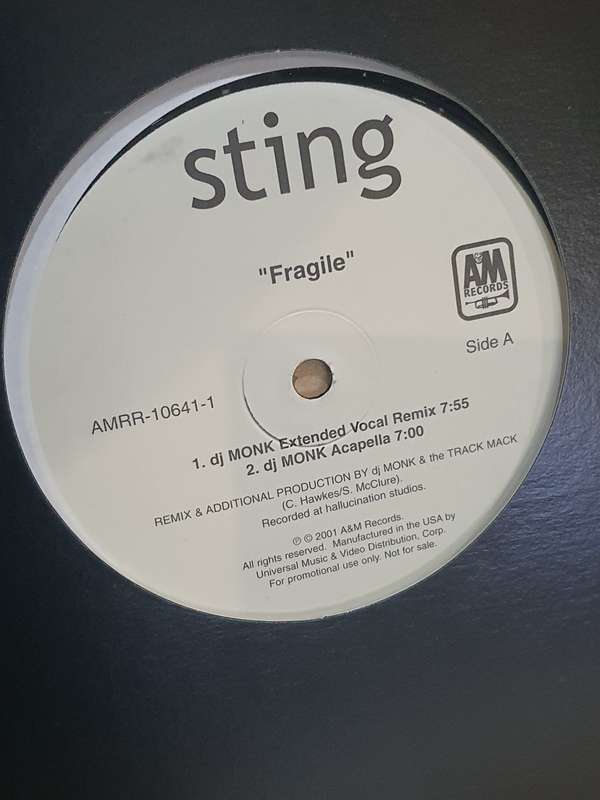 sting
"Fragile"
A&M
RECORDS
Side A
AMRR-10641-1
1. dj MONK Extended Vocal Remix 7:55
2. dj MONK Acapella 7:00
REMIX & ADDITIONAL PRODUCTION BY dj MONK & the TRACK MACK
(C. Hawkes/S. McClure).
Recorded at hallucination studios.
℗ © 2001 A&M Records.
All rights reserved. Manufactured in the USA by
Universal Music & Video Distribution, Corp.
For promotional use only. Not for sale.